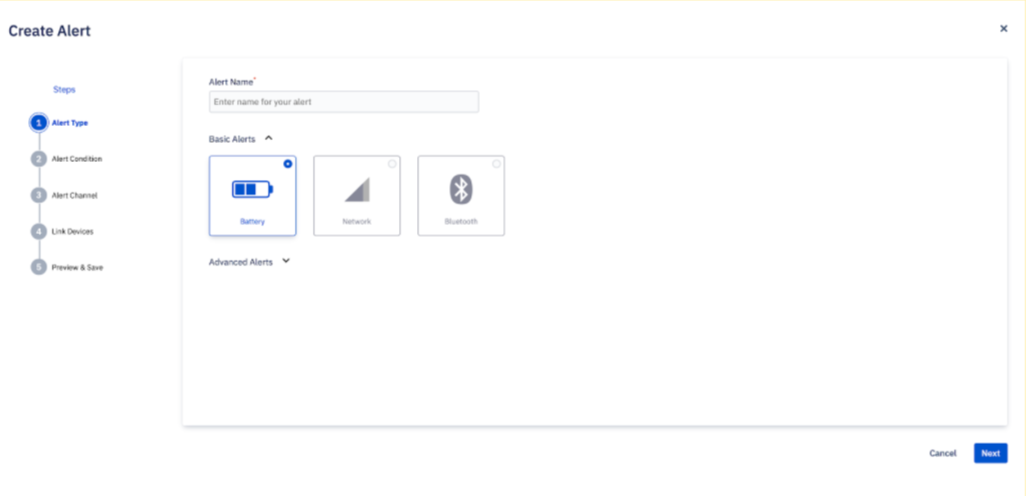 Create Alert
Steps
1 Alert Type
2 Alert Condition
3 Alert Channel
4 Link Devices
5 Preview & Save
Alert Name*
Enter name for your alert
Basic Alerts
Battery
Network
Bluetooth
Advanced Alerts
Cancel
Next